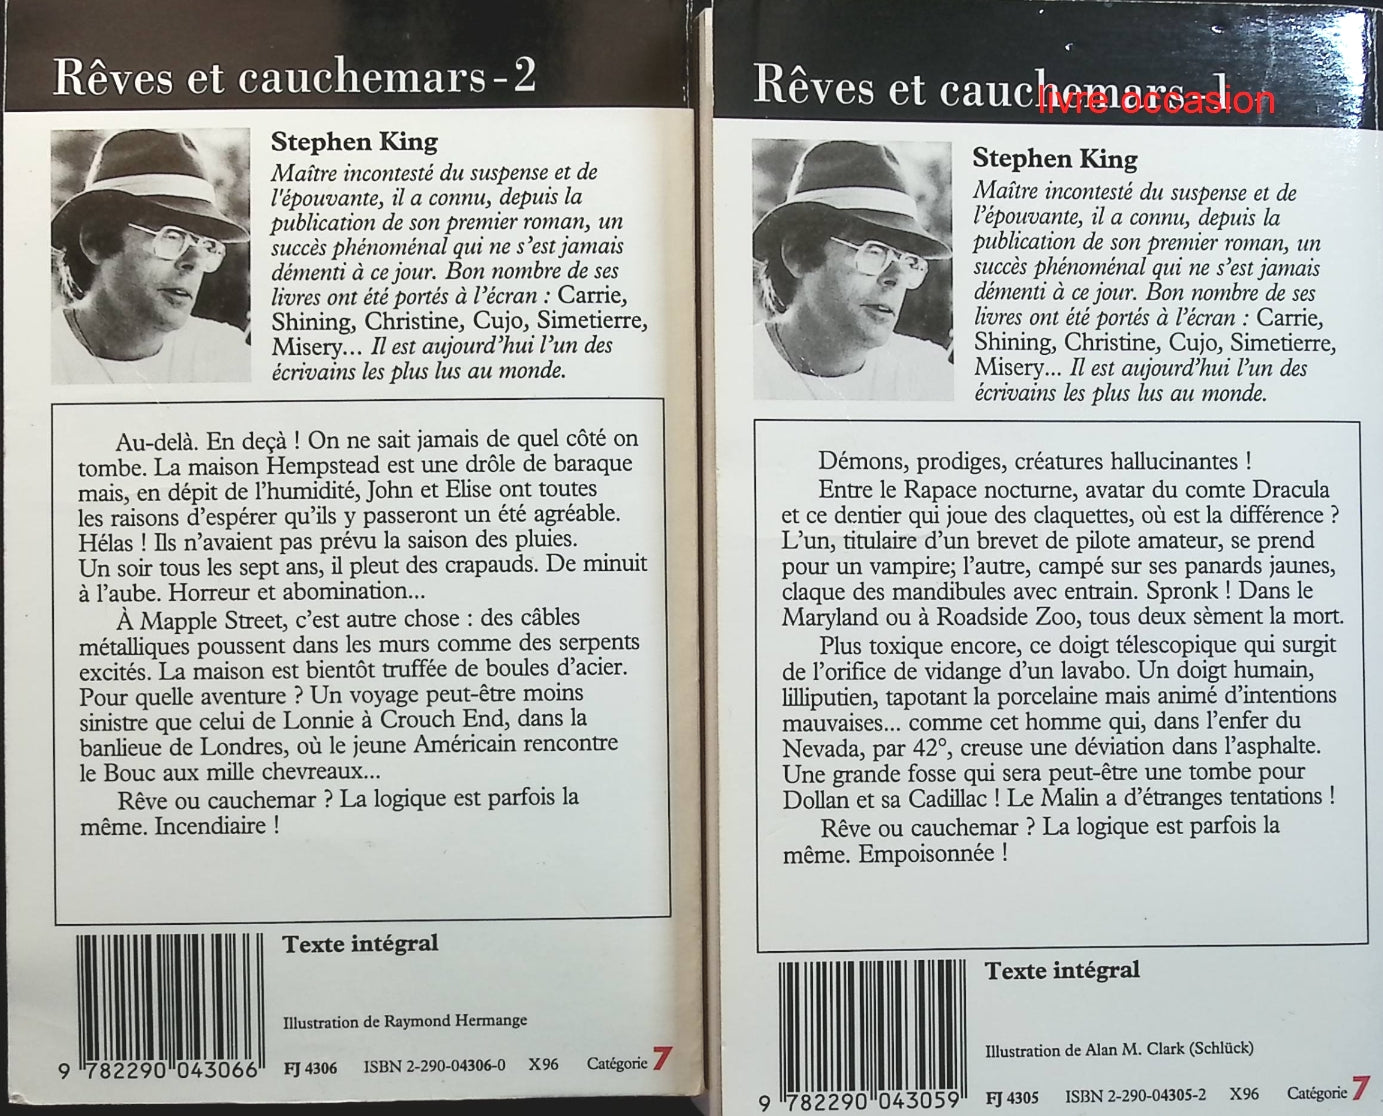 Rêves et cauchemars-2
Stephen King
Maître incontesté du suspense et de
l'épouvante, il a connu, depuis la
publication de son premier roman, un
succès phénoménal qui ne s'est jamais
démenti à ce jour. Bon nombre de ses
livres ont été portés à l'écran : Carrie,
Shining, Christine, Cujo, Simetierre,
Misery... Il est aujourd'hui l'un des
écrivains les plus lus au monde.
Au-delà. En deçà ! On ne sait jamais de quel côté on
tombe. La maison Hempstead est une drôle de baraque
mais, en dépit de l'humidité, John et Elise ont toutes
les raisons d'espérer qu'ils y passeront un été agréable.
Hélas ! Ils n'avaient pas prévu la saison des pluies.
Un soir tous les sept ans, il pleut des crapauds. De minuit
à l'aube. Horreur et abomination...
À Mapple Street, c'est autre chose : des câbles
métalliques poussent dans les murs comme des serpents
excités. La maison est bientôt truffée de boules d'acier.
Pour quelle aventure ? Un voyage peut-être moins
sinistre que celui de Lonnie à Crouch End, dans la
banlieue de Londres, où le jeune Américain rencontre
le Bouc aux mille chevreaux...
Rêve ou cauchemar ? La logique est parfois la
même. Incendiaire !
Texte intégral
Illustration de Raymond Hermange
9 782290 043066
FJ 4306 ISBN 2-290-04306-0 X96 Catégorie 7
Rêves et cauchemars-1
livre occasion
Stephen King
Maître incontesté du suspense et de
l'épouvante, il a connu, depuis la
publication de son premier roman, un
succès phénoménal qui ne s'est jamais
démenti à ce jour. Bon nombre de ses
livres ont été portés à l'écran : Carrie,
Shining, Christine, Cujo, Simetierre,
Misery... Il est aujourd'hui l'un des
écrivains les plus lus au monde.
Démons, prodiges, créatures hallucinantes !
Entre le Rapace nocturne, avatar du comte Dracula
et ce dentier qui joue des claquettes, où est la différence ?
L'un, titulaire d'un brevet de pilote amateur, se prend
pour un vampire; l'autre, campé sur ses panards jaunes,
claque des mandibules avec entrain. Spronk ! Dans le
Maryland ou à Roadside Zoo, tous deux sèment la mort.
Plus toxique encore, ce doigt télescopique qui surgit
de l'orifice de vidange d'un lavabo. Un doigt humain,
lilliputien, tapotant la porcelaine mais animé d'intentions
mauvaises... comme cet homme qui, dans l'enfer du
Nevada, par 42°, creuse une déviation dans l'asphalte.
Une grande fosse qui sera peut-être une tombe pour
Dollan et sa Cadillac ! Le Malin a d'étranges tentations !
Rêve ou cauchemar ? La logique est parfois la
même. Empoisonnée !
Texte intégral
Illustration de Alan M. Clark (Schlück)
9 782290 043059
FJ 4305 ISBN 2-290-04305-2 X96 Catégorie 7